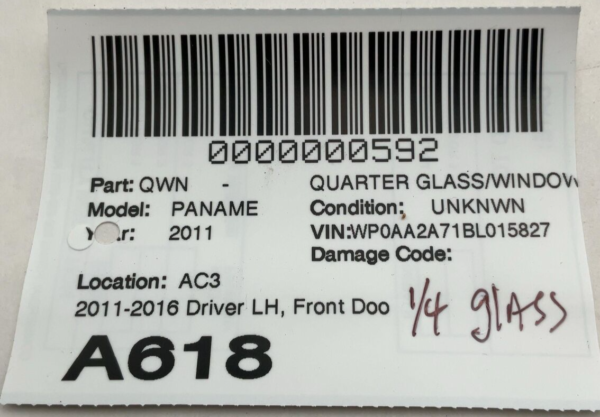 0000000592
Part: QWN - QUARTER GLASS/WINDOW
Model: PANAME Condition: UNKNWN
Year: 2011 VIN:WP0AA2A71BL015827
Damage Code:
Location: AC3
2011-2016 Driver LH, Front Doo
1/4 glASS
A618